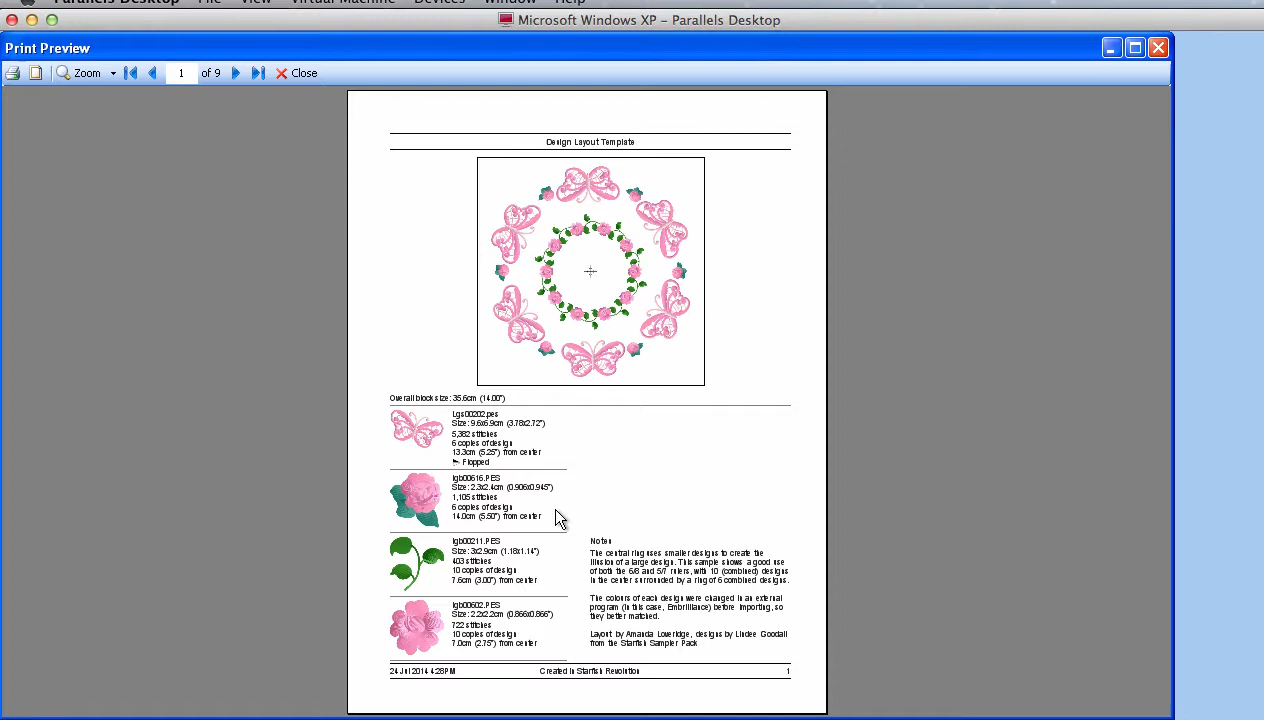 Parallels Desktop File View Virtual Machine Devices Window Help
Microsoft Windows XP – Parallels Desktop
Print Preview
Zoom 1 of 9 Close
Design Layout Template
Overall block size: 35.6cm (14.00")
Lgs00202.pes
Size: 9.6x6.9cm (3.78x2.72")
5,382 stitches
6 copies of design
13.3cm (5.25") from center
Flopped
lgb00616.PES
Size: 2.3x2.4cm (0.906x0.945")
1,105 stitches
6 copies of design
14.0cm (5.50") from center
lgb00211.PES
Size: 3x2.9cm (1.18x1.14")
403 stitches
10 copies of design
7.6cm (3.00") from center
lgb00602.PES
Size: 2.2x2.2cm (0.866x0.866")
722 stitches
10 copies of design
7.0cm (2.75") from center
Notes
The central ring uses smaller designs to create the
illusion of a large design. This sample shows a good use
of both the 6/8 and 5/7 rulers, with 10 (combined) designs
in the center surrounded by a ring of 6 combined designs.
The colours of each design were changed in an external
program (in this case, Embrilliance) before importing, so
they better matched.
Layout by Amanda Loveridge, designs by Lindee Goodall
from the Starfish Sampler Pack
24 Jul 2014 4:28PM Created in Starfish Revolution 1